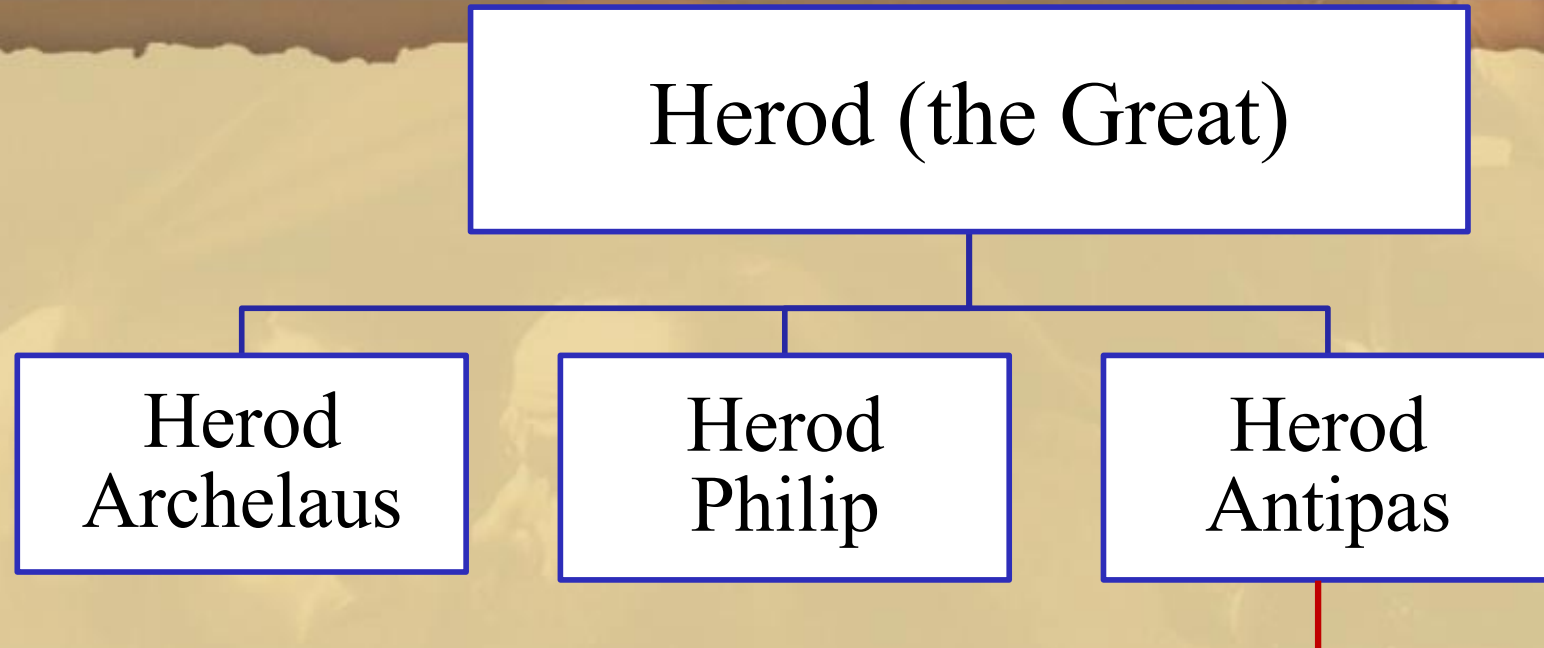 Herod (the Great)
Herod
Archelaus
Herod
Philip
Herod
Antipas